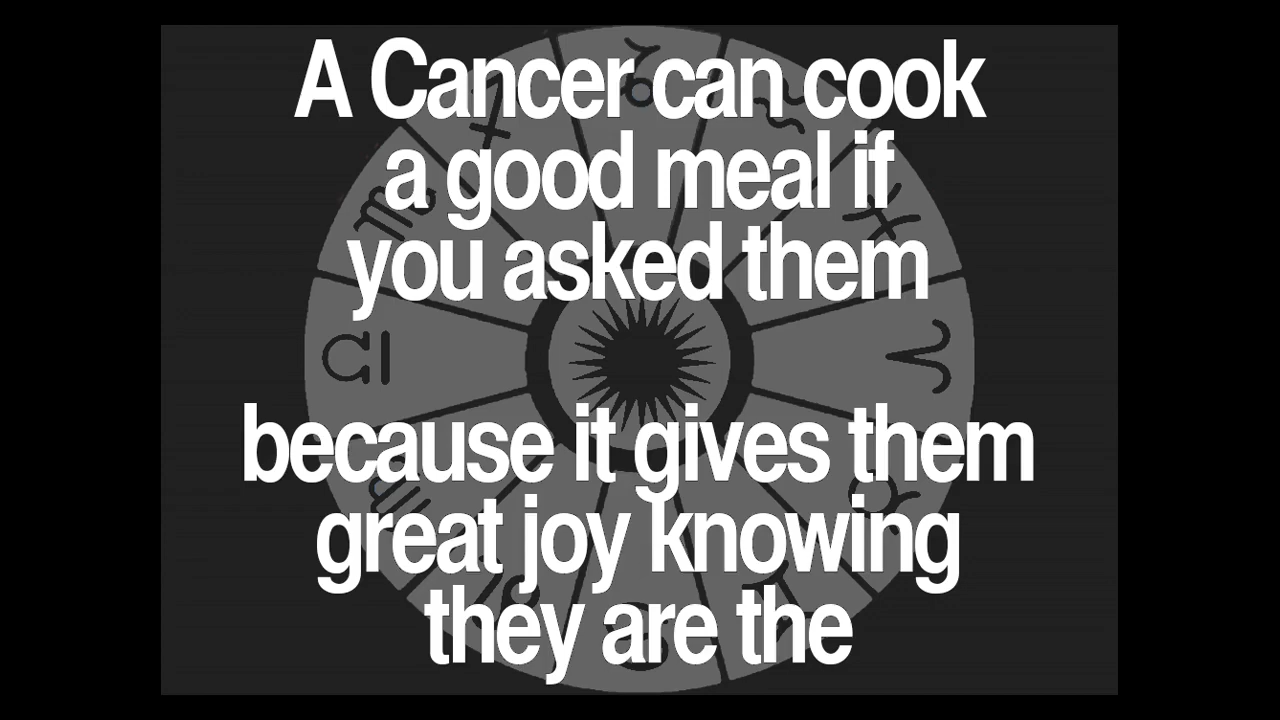 A Cancer can cook
a good meal if
you asked them
because it gives them
great joy knowing
they are the